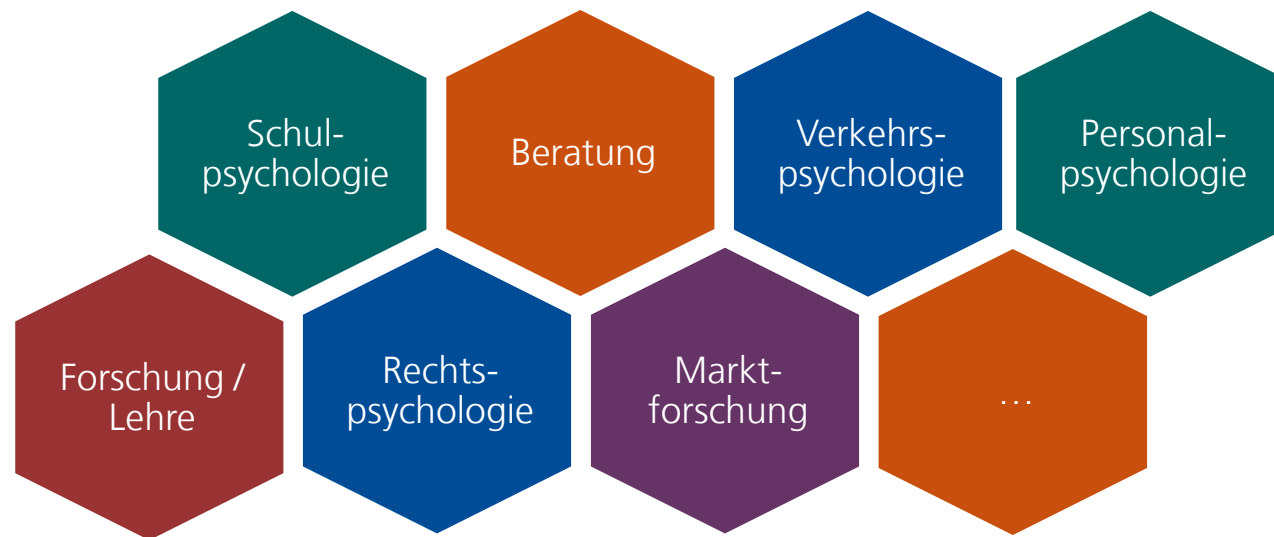 Schul-
psychologie
Beratung
Verkehrs-
psychologie
Personal-
psychologie
Forschung /
Lehre
Rechts-
psychologie
Markt-
forschung
...